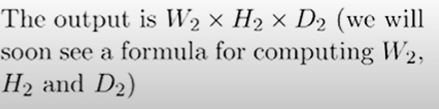 The output is W₂ × H₂ × D₂ (we will
soon see a formula for computing W₂,
H₂ and D₂)